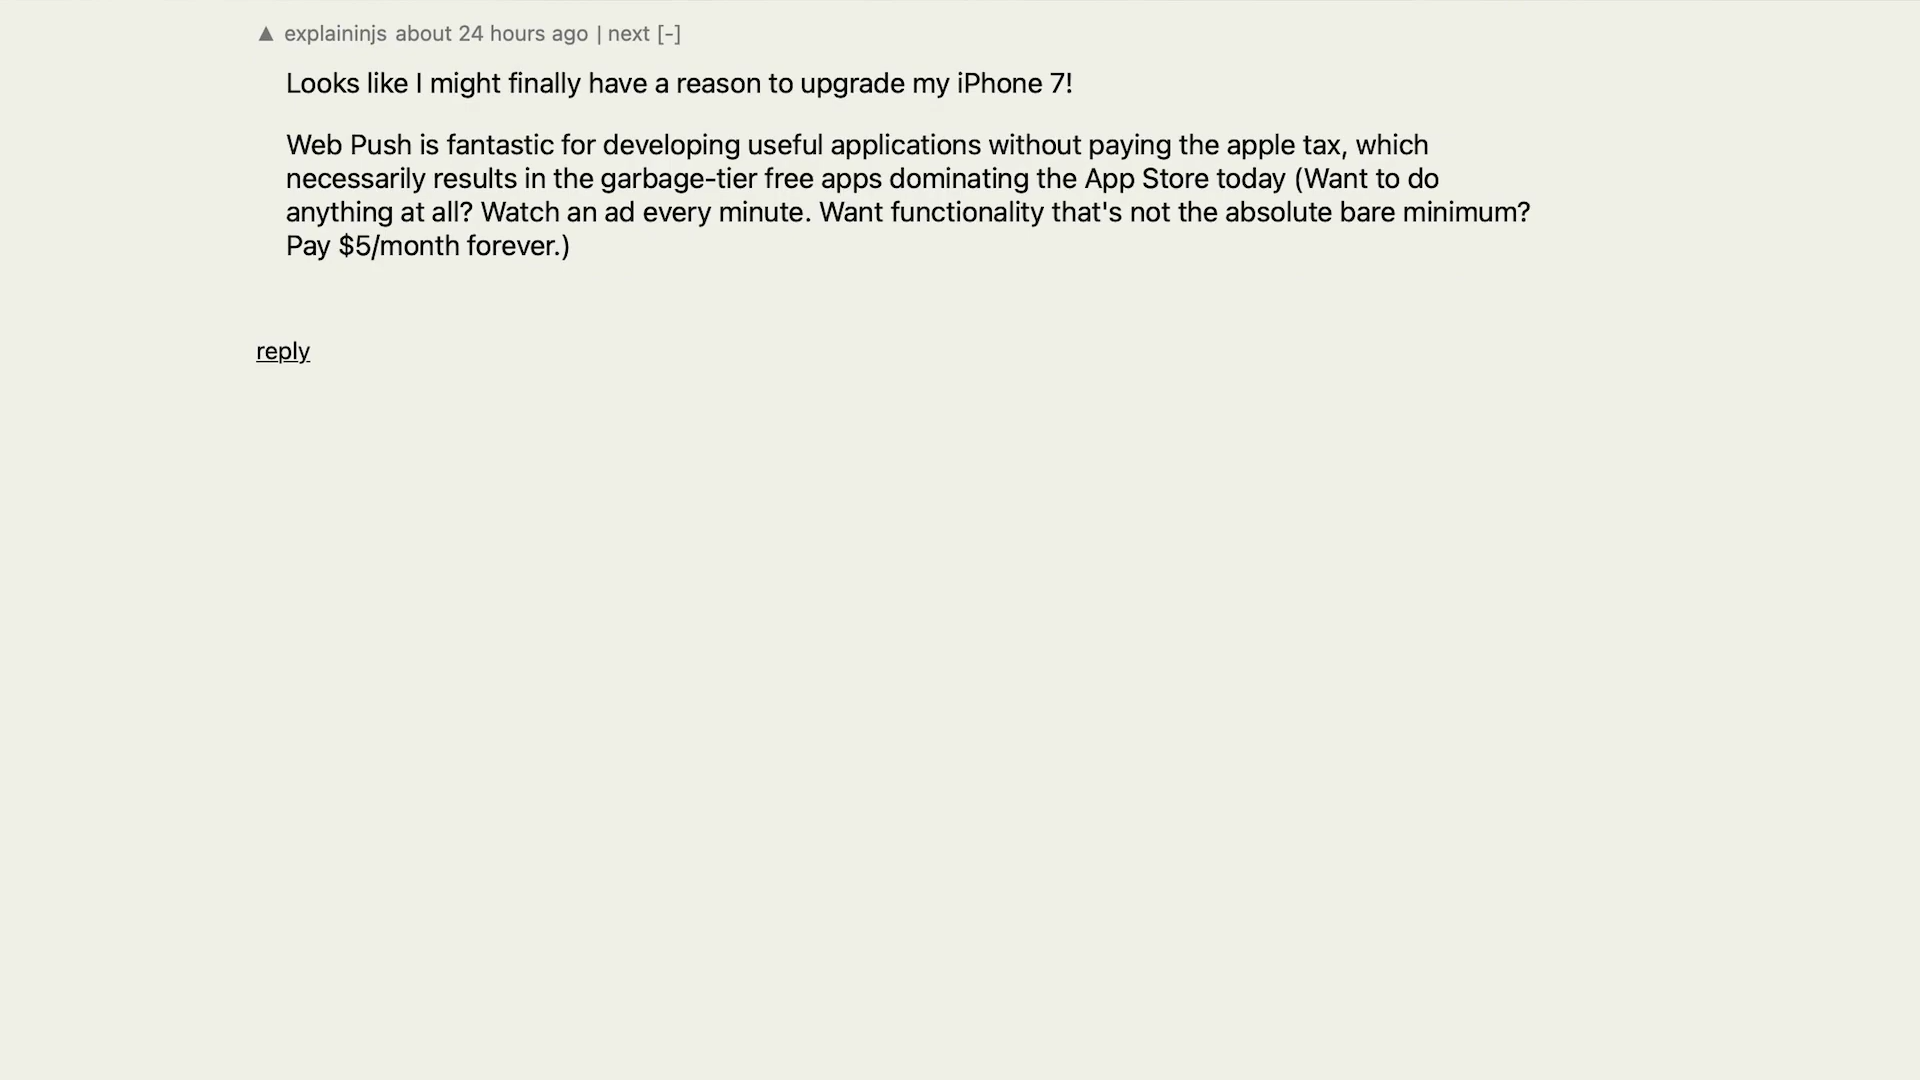 ▲ explaininjs about 24 hours ago | next [-]
Looks like I might finally have a reason to upgrade my iPhone 7!
Web Push is fantastic for developing useful applications without paying the apple tax, which
necessarily results in the garbage-tier free apps dominating the App Store today (Want to do
anything at all? Watch an ad every minute. Want functionality that's not the absolute bare minimum?
Pay $5/month forever.)
reply